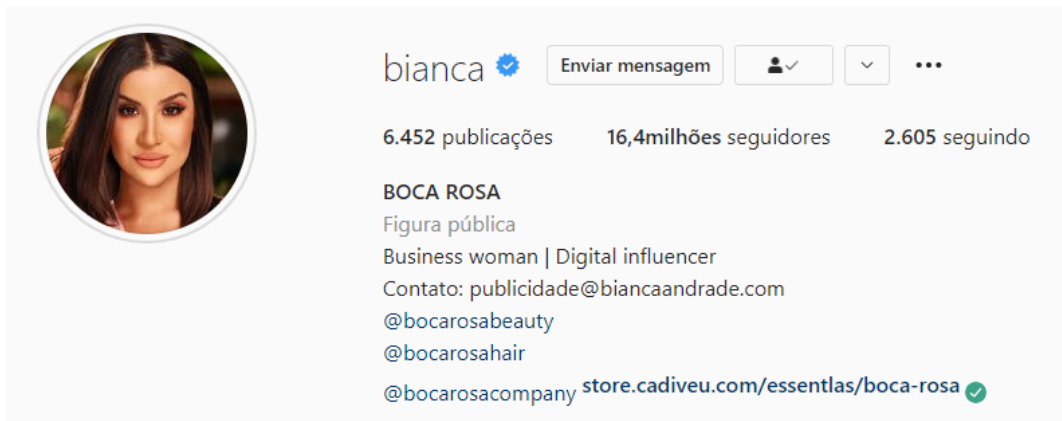 bianca Enviar mensagem
6.452 publicações 16,4milhões seguidores 2.605 seguindo
BOCA ROSA
Figura pública
Business woman | Digital influencer
Contato: publicidade@biancaandrade.com
@bocarosabeauty
@bocarosahair
@bocarosacompany store.cadiveu.com/essentlas/boca-rosa